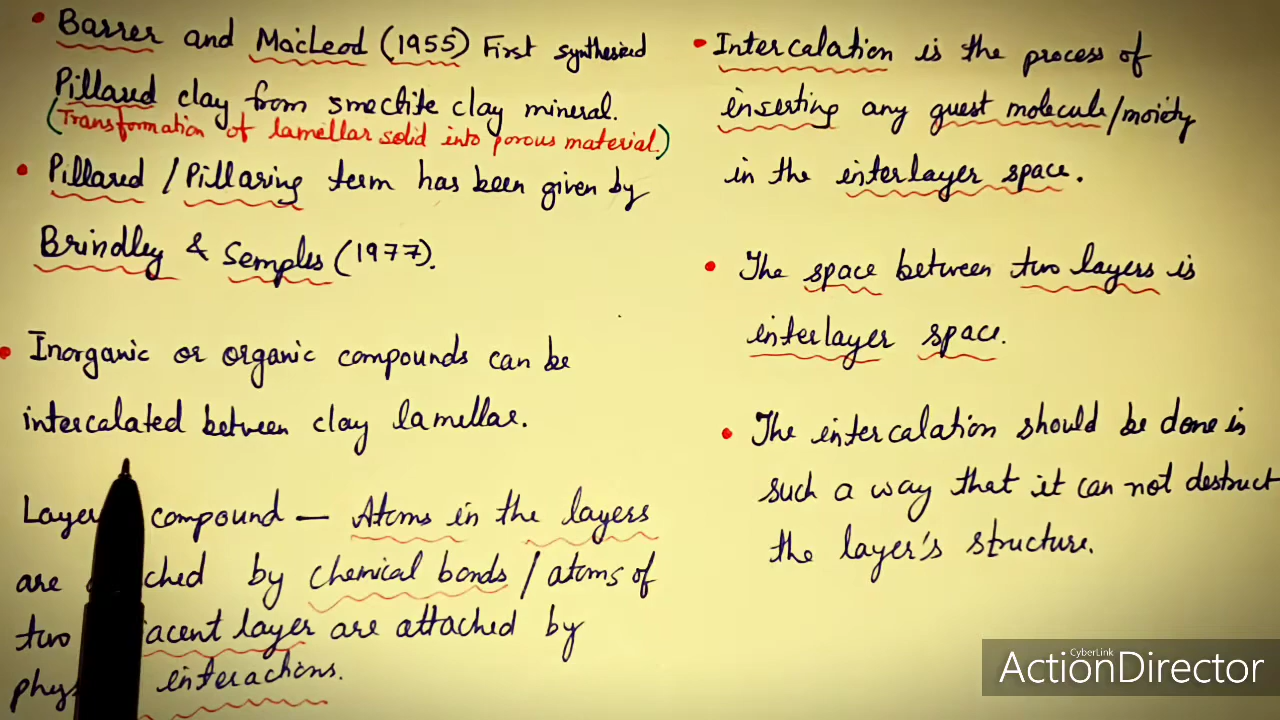 Barrer and MacLeod (1955) First synthesized
Pillared clay from smectite clay mineral.
(Transformation of lamellar solid into porous material.)
Pillared / Pillaring term has been given by
Brindley & Semples (1977).
Inorganic or organic compounds can be
intercalated between clay lamellar.
compound — Atoms in the layers
are by chemical bonds / atoms of
two layer are attached by
interactions.
Intercalation is the process of
inserting any guest molecule/moiety
in the interlayer space.
The space between two layers is
interlayer space.
The intercalation should be done in
such a way that it can not destruct
the layer's structure.
CyberLink
ActionDirector